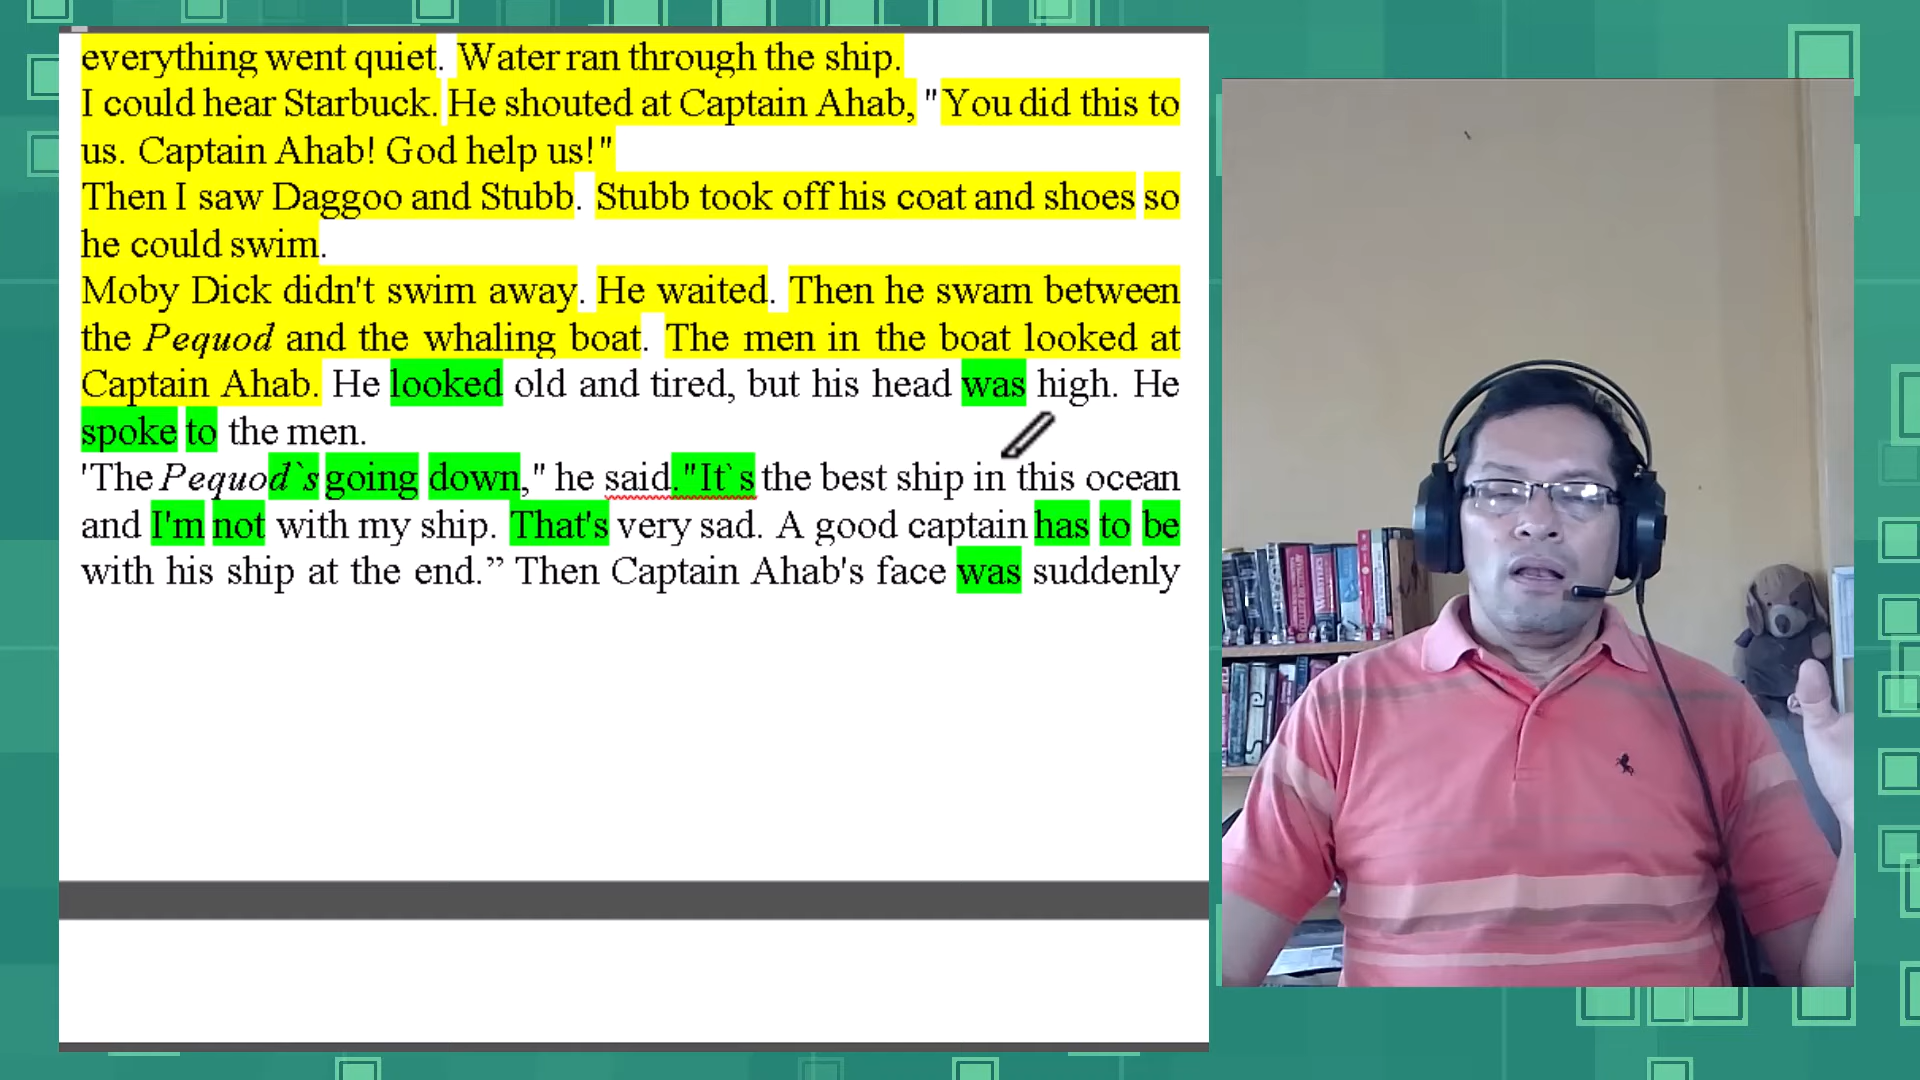 everything went quiet. Water ran through the ship.
I could hear Starbuck. He shouted at Captain Ahab, "You did this to
us. Captain Ahab! God help us!"
Then I saw Daggoo and Stubb. Stubb took off his coat and shoes so
he could swim.
Moby Dick didn't swim away. He waited. Then he swam between
the Pequod and the whaling boat. The men in the boat looked at
Captain Ahab. He looked old and tired, but his head was high. He
spoke to the men.
'The Pequod`s going down," he said."It`s the best ship in this ocean
and I'm not with my ship. That's very sad. A good captain has to be
with his ship at the end.” Then Captain Ahab's face was suddenly